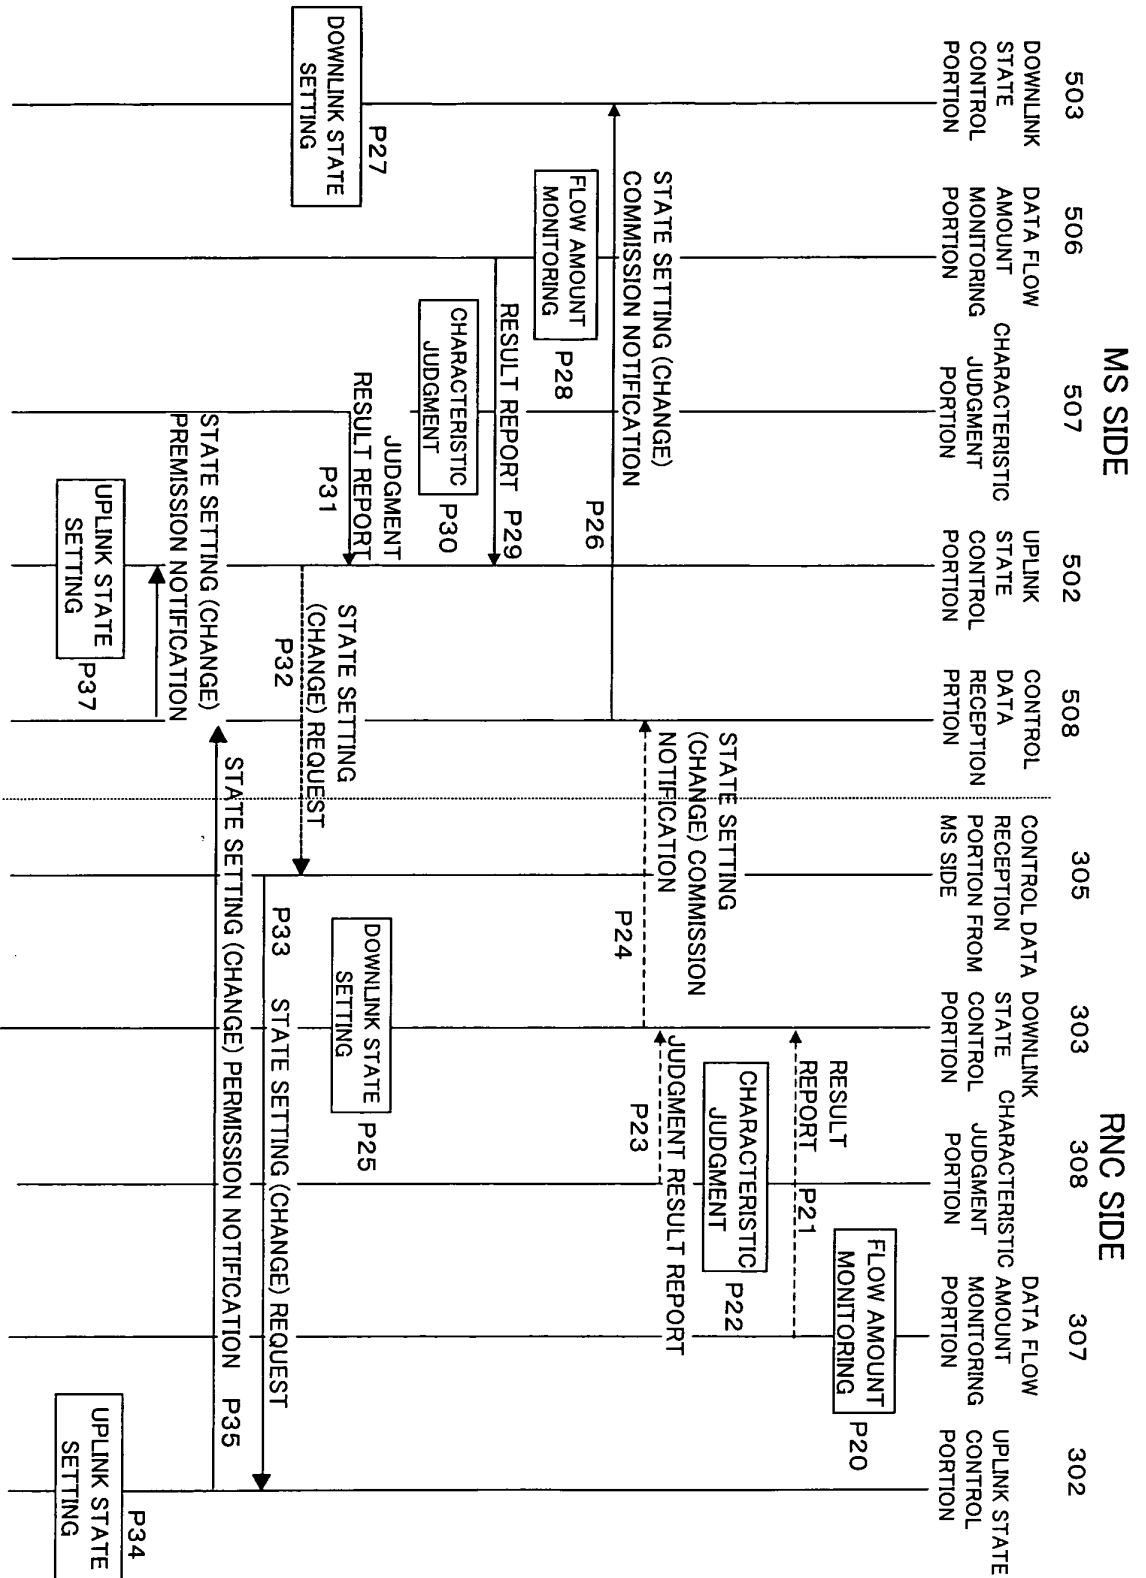 MS SIDE
RNC SIDE
503
DOWNLINK
STATE
CONTROL
PORTION
506
DATA FLOW
AMOUNT
MONITORING
PORTION
507
CHARACTERISTIC
JUDGMENT
PORTION
502
UPLINK
STATE
CONTROL
PORTION
508
CONTROL
DATA
RECEPTION
PRTION
305
CONTROL DATA
RECEPTION
PORTION FROM
MS SIDE
303
DOWNLINK
STATE
CONTROL
PORTION
308
CHARACTERISTIC
JUDGMENT
PORTION
307
DATA FLOW
AMOUNT
MONITORING
PORTION
302
UPLINK STATE
CONTROL
PORTION
FLOW AMOUNT
MONITORING
P20
RESULT
REPORT
P21
CHARACTERISTIC
JUDGMENT
P22
JUDGMENT RESULT REPORT
P23
STATE SETTING
(CHANGE) COMMISSION
NOTIFICATION
P24
STATE SETTING (CHANGE)
COMMISSION NOTIFICATION
P26
FLOW AMOUNT
MONITORING
P28
RESULT REPORT
P29
CHARACTERISTIC
JUDGMENT
P30
DOWNLINK STATE
SETTING
P25
DOWNLINK STATE
SETTING
P27
JUDGMENT
RESULT REPORT
P31
STATE SETTING
(CHANGE) REQUEST
P32
P33
STATE SETTING (CHANGE) REQUEST
STATE SETTING (CHANGE) PERMISSION NOTIFICATION
P35
STATE SETTING (CHANGE)
PREMISSION NOTIFICATION
UPLINK STATE
SETTING
P37
UPLINK STATE
SETTING
P34